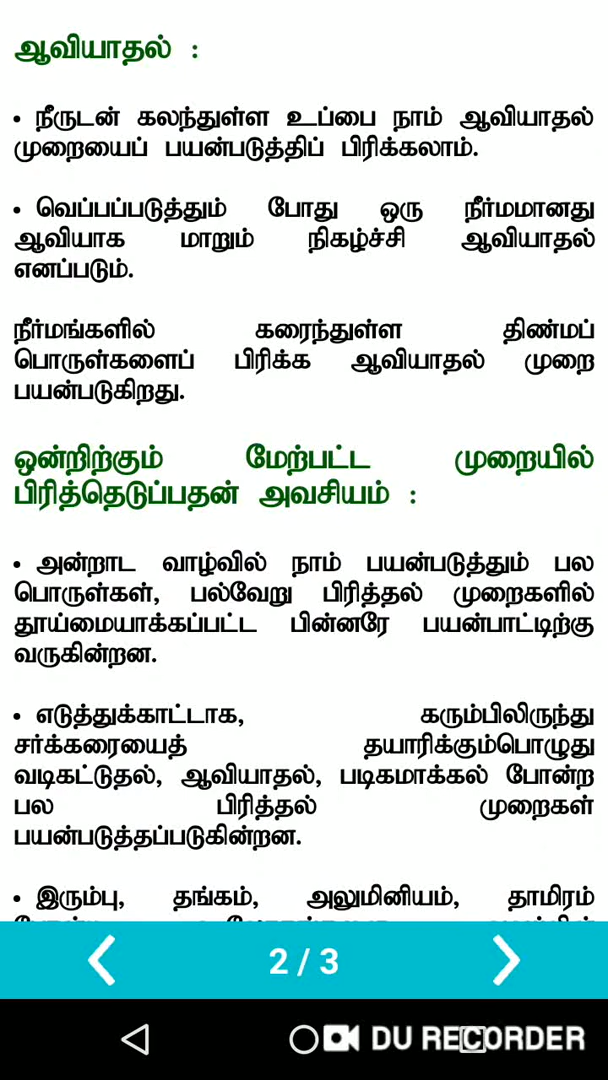 ஆவியாதல் :
• நீருடன் கலந்துள்ள உப்பை நாம் ஆவியாதல்
முறையைப் பயன்படுத்திப் பிரிக்கலாம்.
• வெப்பப்படுத்தும் போது ஒரு நீர்மமானது
ஆவியாக மாறும் நிகழ்ச்சி ஆவியாதல்
எனப்படும்.
நீர்மங்களில் கரைந்துள்ள திண்மப்
பொருள்களைப் பிரிக்க ஆவியாதல் முறை
பயன்படுகிறது.
ஒன்றிற்கும் மேற்பட்ட முறையில்
பிரித்தெடுப்பதன் அவசியம் :
• அன்றாட வாழ்வில் நாம் பயன்படுத்தும் பல
பொருள்கள், பல்வேறு பிரித்தல் முறைகளில்
தூய்மையாக்கப்பட்ட பின்னரே பயன்பாட்டிற்கு
வருகின்றன.
• எடுத்துக்காட்டாக, கரும்பிலிருந்து
சர்க்கரையைத் தயாரிக்கும்பொழுது
வடிகட்டுதல், ஆவியாதல், படிகமாக்கல் போன்ற
பல பிரித்தல் முறைகள்
பயன்படுத்தப்படுகின்றன.
• இரும்பு, தங்கம், அலுமினியம், தாமிரம்
2 / 3
DU RECORDER